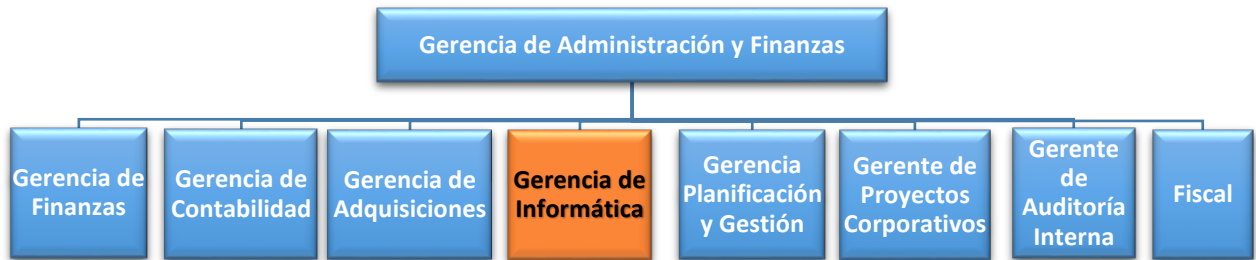 Gerencia de Administración y Finanzas
Gerencia de
Finanzas
Gerencia de
Contabilidad
Gerencia de
Adquisiciones
Gerencia de
Informática
Gerencia
Planificación
y Gestión
Gerente de
Proyectos
Corporativos
Gerente
de
Auditoría
Interna
Fiscal